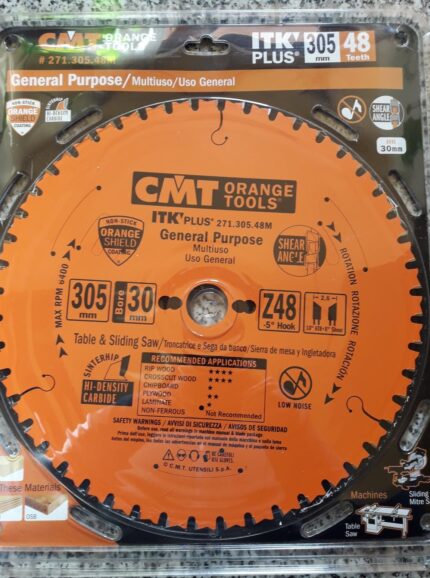 CMT ORANGE TOOLS
# 271.305.48M
ITK' PLUS®
305 mm
48 Teeth
General Purpose/Multiuso/Uso General
NON-STICK
ORANGE SHIELD
COATING
HI-DENSITY
CARBIDE
SHEAR ANGLE
30mm
CMT ORANGE TOOLS®
ITK' PLUS® 271.305.48M
General Purpose
Multiuso
Uso General
NON-STICK
ORANGE SHIELD
COATING
SHEAR
ANGLE
MAX RPM 6400
ROTATION ROTAZIONE ROTACIÓN
305 mm
Bore 30 mm
Z48
-5° Hook
2,6
Table & Sliding Saw/Troncatrice e Sega da banco/Sierra de mesa y Ingletadora
SINTERHIP
HI-DENSITY
CARBIDE
RECOMMENDED APPLICATIONS
RIP WOOD ★★★★
CROSSCUT WOOD ★★★★
CHIPBOARD
PLYWOOD
LAMINATE
NON-FERROUS
Not Recommended
LOW NOISE
SAFETY WARNINGS / AVVISI DI SICUREZZA / AVISOS DE SEGURIDAD
© C.M.T. UTENSILI S.p.A.
These Materials
OSB
Machines
Sliding
Mitre S
Table
Saw